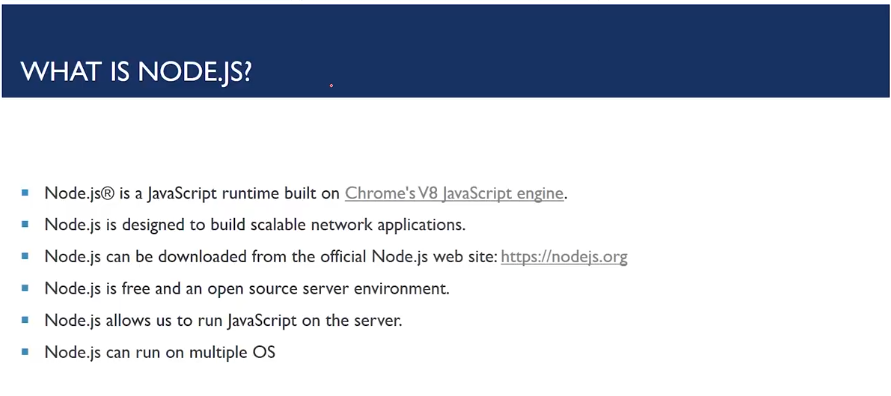 WHAT IS NODE.JS?
Node.js® is a JavaScript runtime built on Chrome's V8 JavaScript engine.
Node.js is designed to build scalable network applications.
Node.js can be downloaded from the official Node.js web site: https://nodejs.org
Node.js is free and an open source server environment.
Node.js allows us to run JavaScript on the server.
Node.js can run on multiple OS